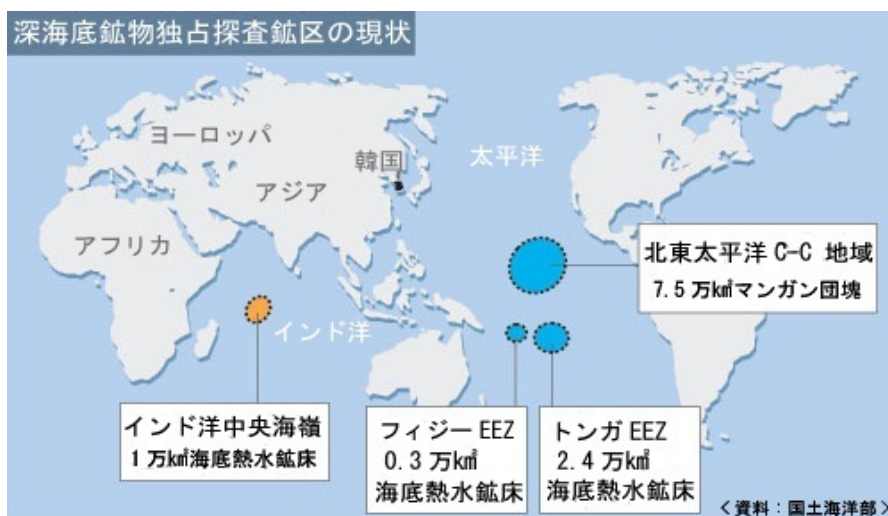 深海底鉱物独占探査鉱区の現状
ヨーロッパ
韓国
太平洋
アジア
アフリカ
北東太平洋 C-C 地域
7.5 万㎢マンガン団塊
インド洋
インド洋中央海嶺
1 万㎢海底熱水鉱床
フィジー EEZ
0.3 万㎢
海底熱水鉱床
トンガ EEZ
2.4 万㎢
海底熱水鉱床
＜資料：国土海洋部＞